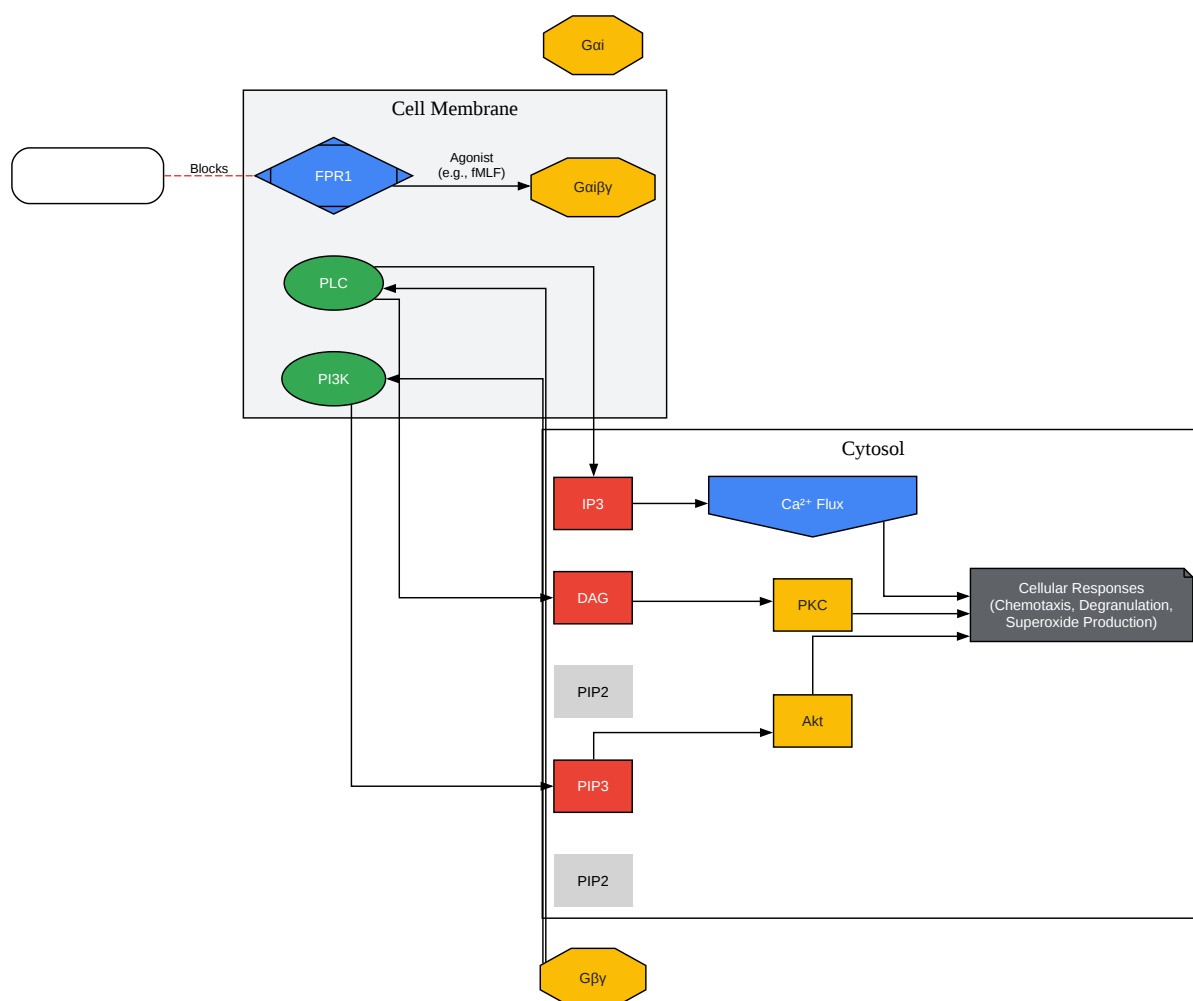 Gαi
Cell Membrane
Blocks
FPR1
Agonist
(e.g., fMLF)
Gαiβγ
PLC
PI3K
Cytosol
IP3
Ca²⁺ Flux
DAG
PKC
Cellular Responses
(Chemotaxis, Degranulation,
Superoxide Production)
PIP2
Akt
PIP3
PIP2
Gβγ